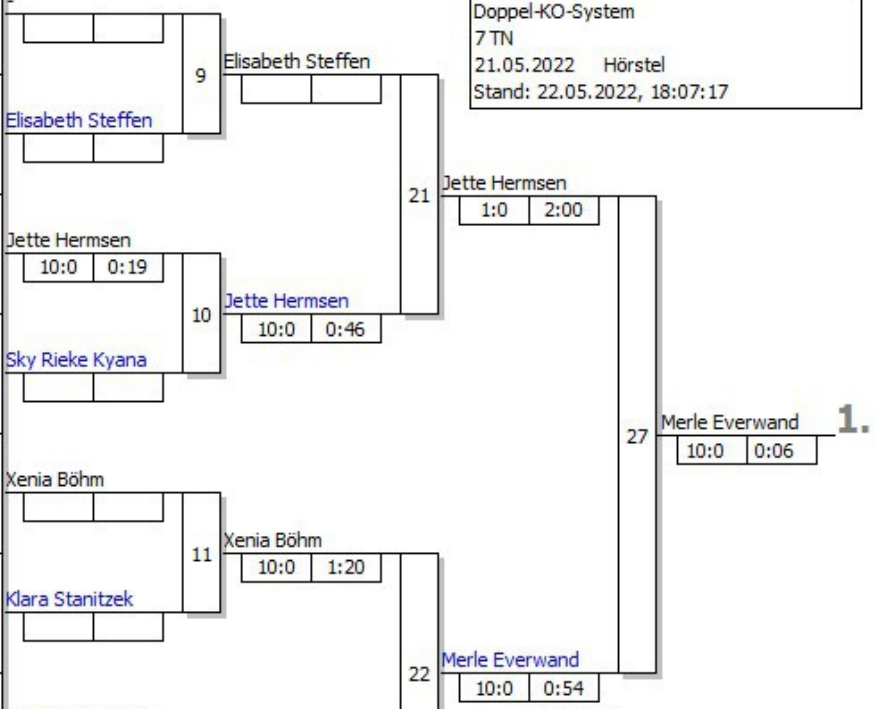 Doppel-KO-System
7 TN
21.05.2022 Hörstel
Stand: 22.05.2022, 18:07:17
9
Elisabeth Steffen
Elisabeth Steffen
21
Jette Hermsen
1:0 2:00
Jette Hermsen
10:0 0:19
10
Jette Hermsen
10:0 0:46
Sky Rieke Kyana
27
Merle Everwand
1.
10:0 0:06
Xenia Böhm
11
Xenia Böhm
10:0 1:20
Klara Stanitzek
22
Merle Everwand
10:0 0:54